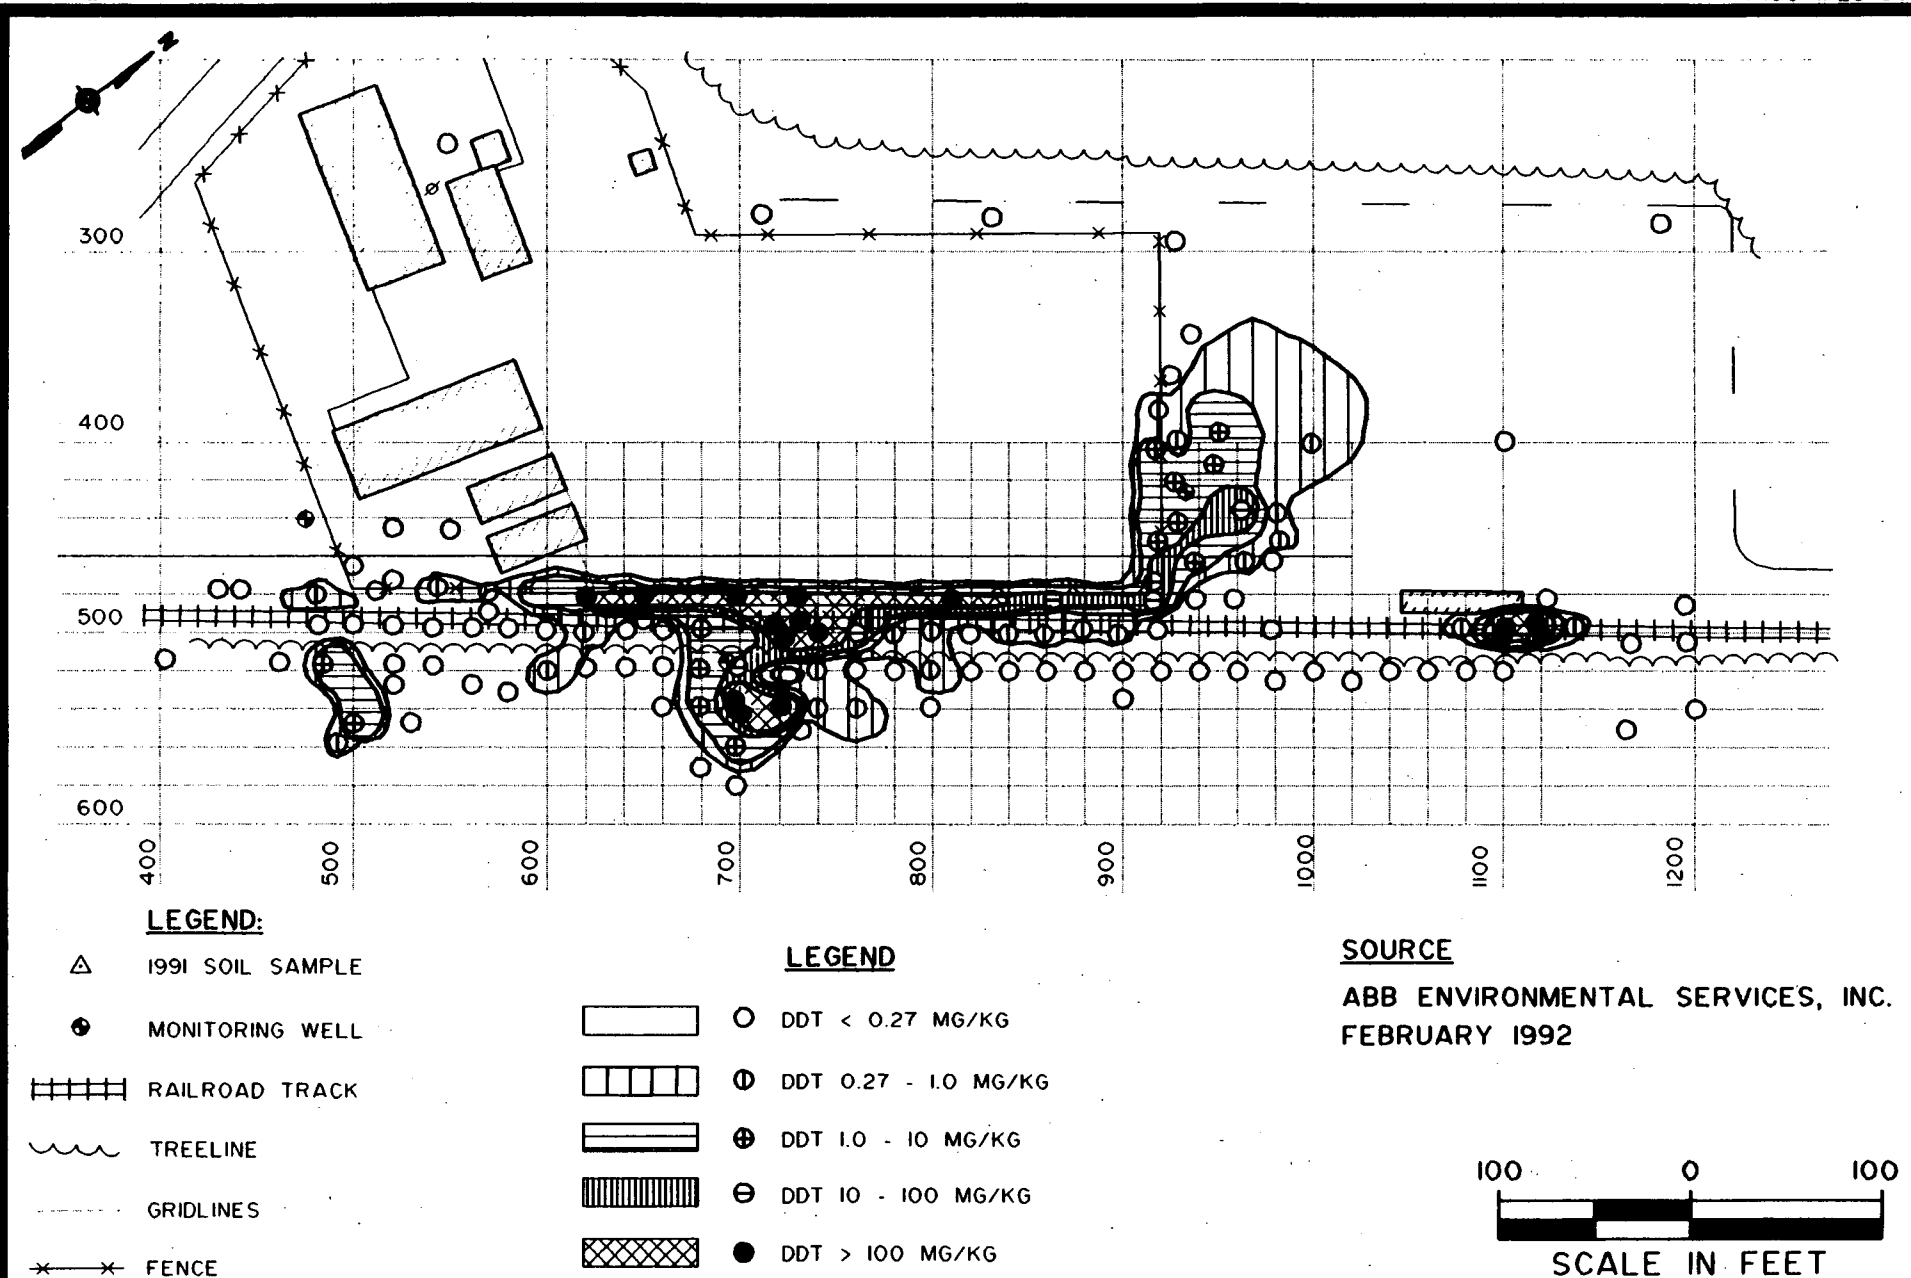 N
300
400
500
600
400
500
600
700
800
900
1000
1100
1200
LEGEND:
1991 SOIL SAMPLE
MONITORING WELL
RAILROAD TRACK
TREELINE
GRIDLINES
FENCE
LEGEND
DDT < 0.27 MG/KG
DDT 0.27 - 1.0 MG/KG
DDT 1.0 - 10 MG/KG
DDT 10 - 100 MG/KG
DDT > 100 MG/KG
SOURCE
ABB ENVIRONMENTAL SERVICES, INC.
FEBRUARY 1992
100 0 100
SCALE IN FEET